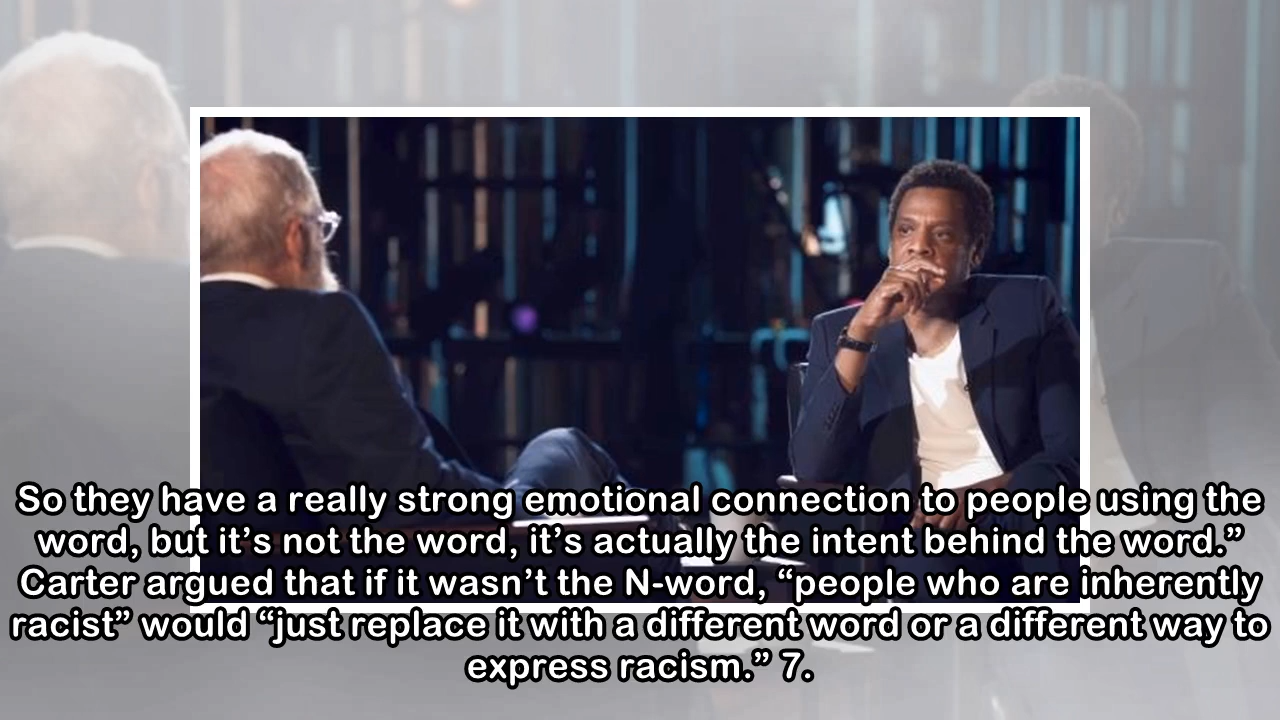 So they have a really strong emotional connection to people using the
word, but it’s not the word, it’s actually the intent behind the word.”
Carter argued that if it wasn’t the N-word, “people who are inherently
racist” would “just replace it with a different word or a different way to
express racism.” 7.